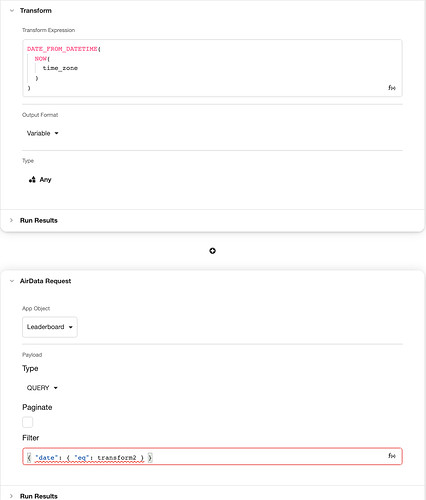 Transform
Transform Expression
DATE_FROM_DATETIME(
NOW(
time_zone
)
)
f(x)
Output Format
Variable
Type
Any
Run Results
AirData Request
App Object
Leaderboard
Payload
Type
QUERY
Paginate
Filter
{ "date": { "eq": transform2 } }
f(x)
Run Results